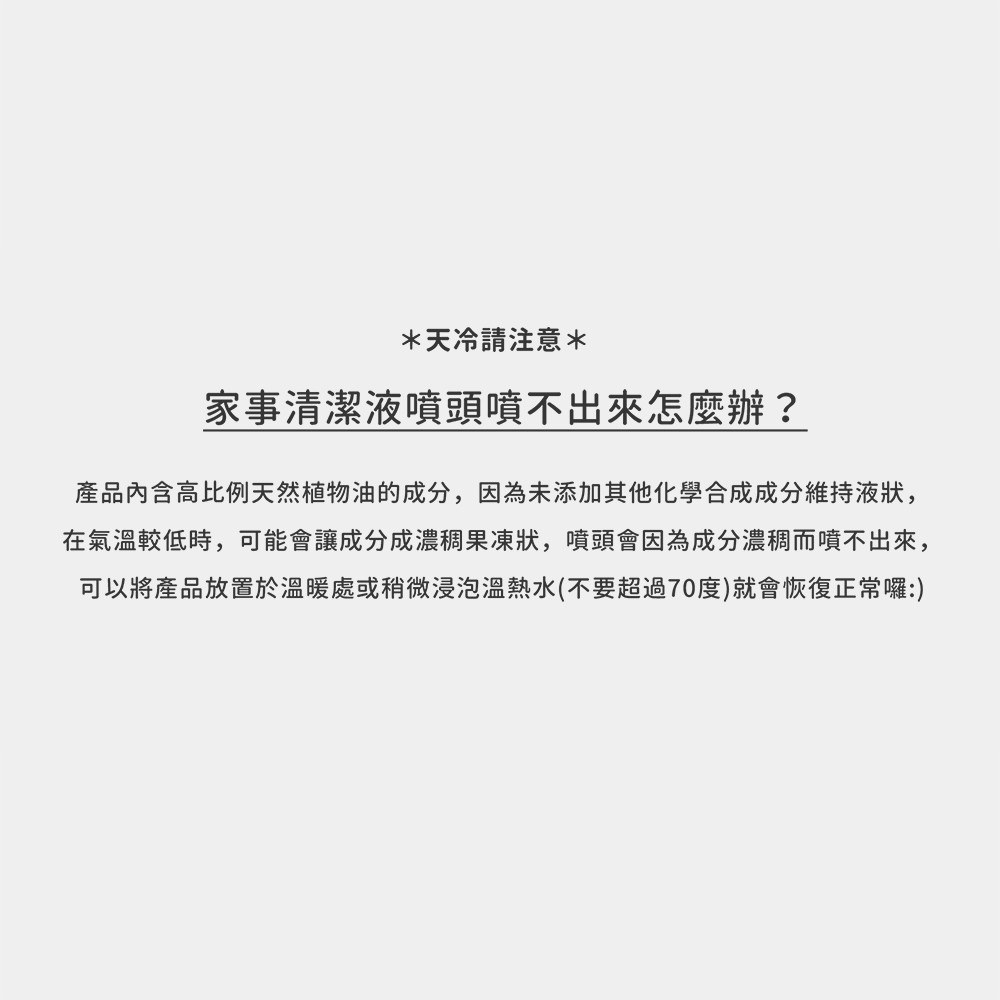 ＊天冷請注意＊
家事清潔液噴頭噴不出來怎麼辦？
產品內含高比例天然植物油的成分，因為未添加其他化學合成成分維持液狀，
在氣溫較低時，可能會讓成分成濃稠果凍狀，噴頭會因為成分濃稠而噴不出來，
可以將產品放置於溫暖處或稍微浸泡溫熱水(不要超過70度)就會恢復正常囉:)